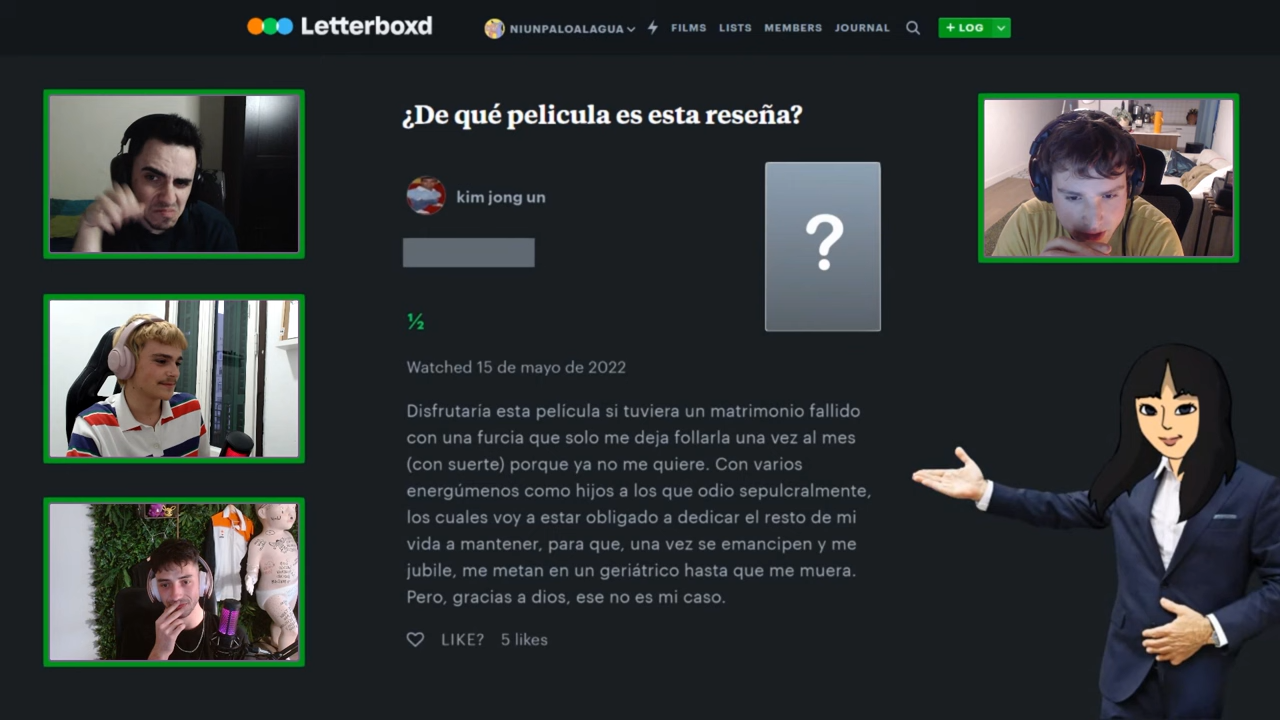 Letterboxd
NIUNPALOALAGUA FILMS LISTS MEMBERS JOURNAL + LOG
¿De qué pelicula es esta reseña?
kim jong un
?
½
Watched 15 de mayo de 2022
Disfrutaría esta película si tuviera un matrimonio fallido
con una furcia que solo me deja follarla una vez al mes
(con suerte) porque ya no me quiere. Con varios
energúmenos como hijos a los que odio sepulcralmente,
los cuales voy a estar obligado a dedicar el resto de mi
vida a mantener, para que, una vez se emancipen y me
jubile, me metan en un geriátrico hasta que me muera.
Pero, gracias a dios, ese no es mi caso.
LIKE? 5 likes